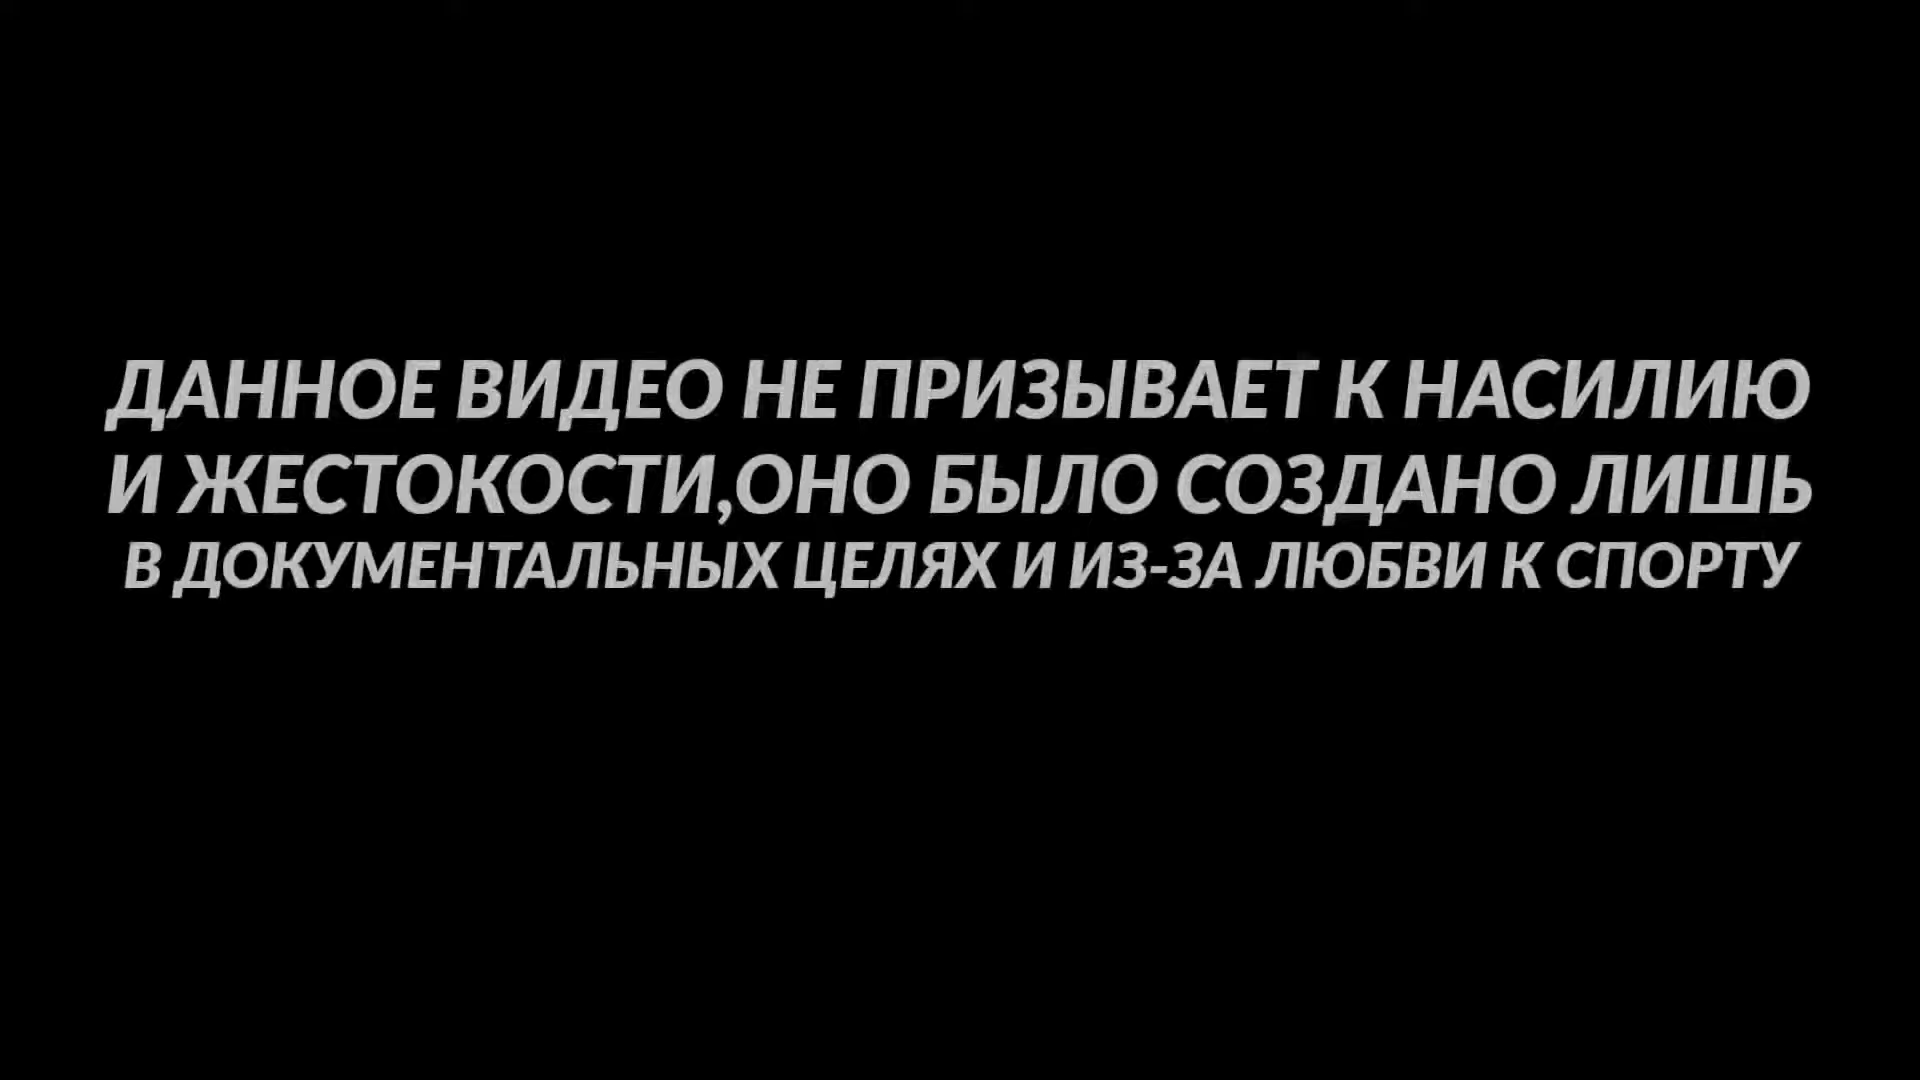 ДАННОЕ ВИДЕО НЕ ПРИЗЫВАЕТ К НАСИЛИЮ
И ЖЕСТОКОСТИ,ОНО БЫЛО СОЗДАНО ЛИШЬ
В ДОКУМЕНТАЛЬНЫХ ЦЕЛЯХ И ИЗ-ЗА ЛЮБВИ К СПОРТУ